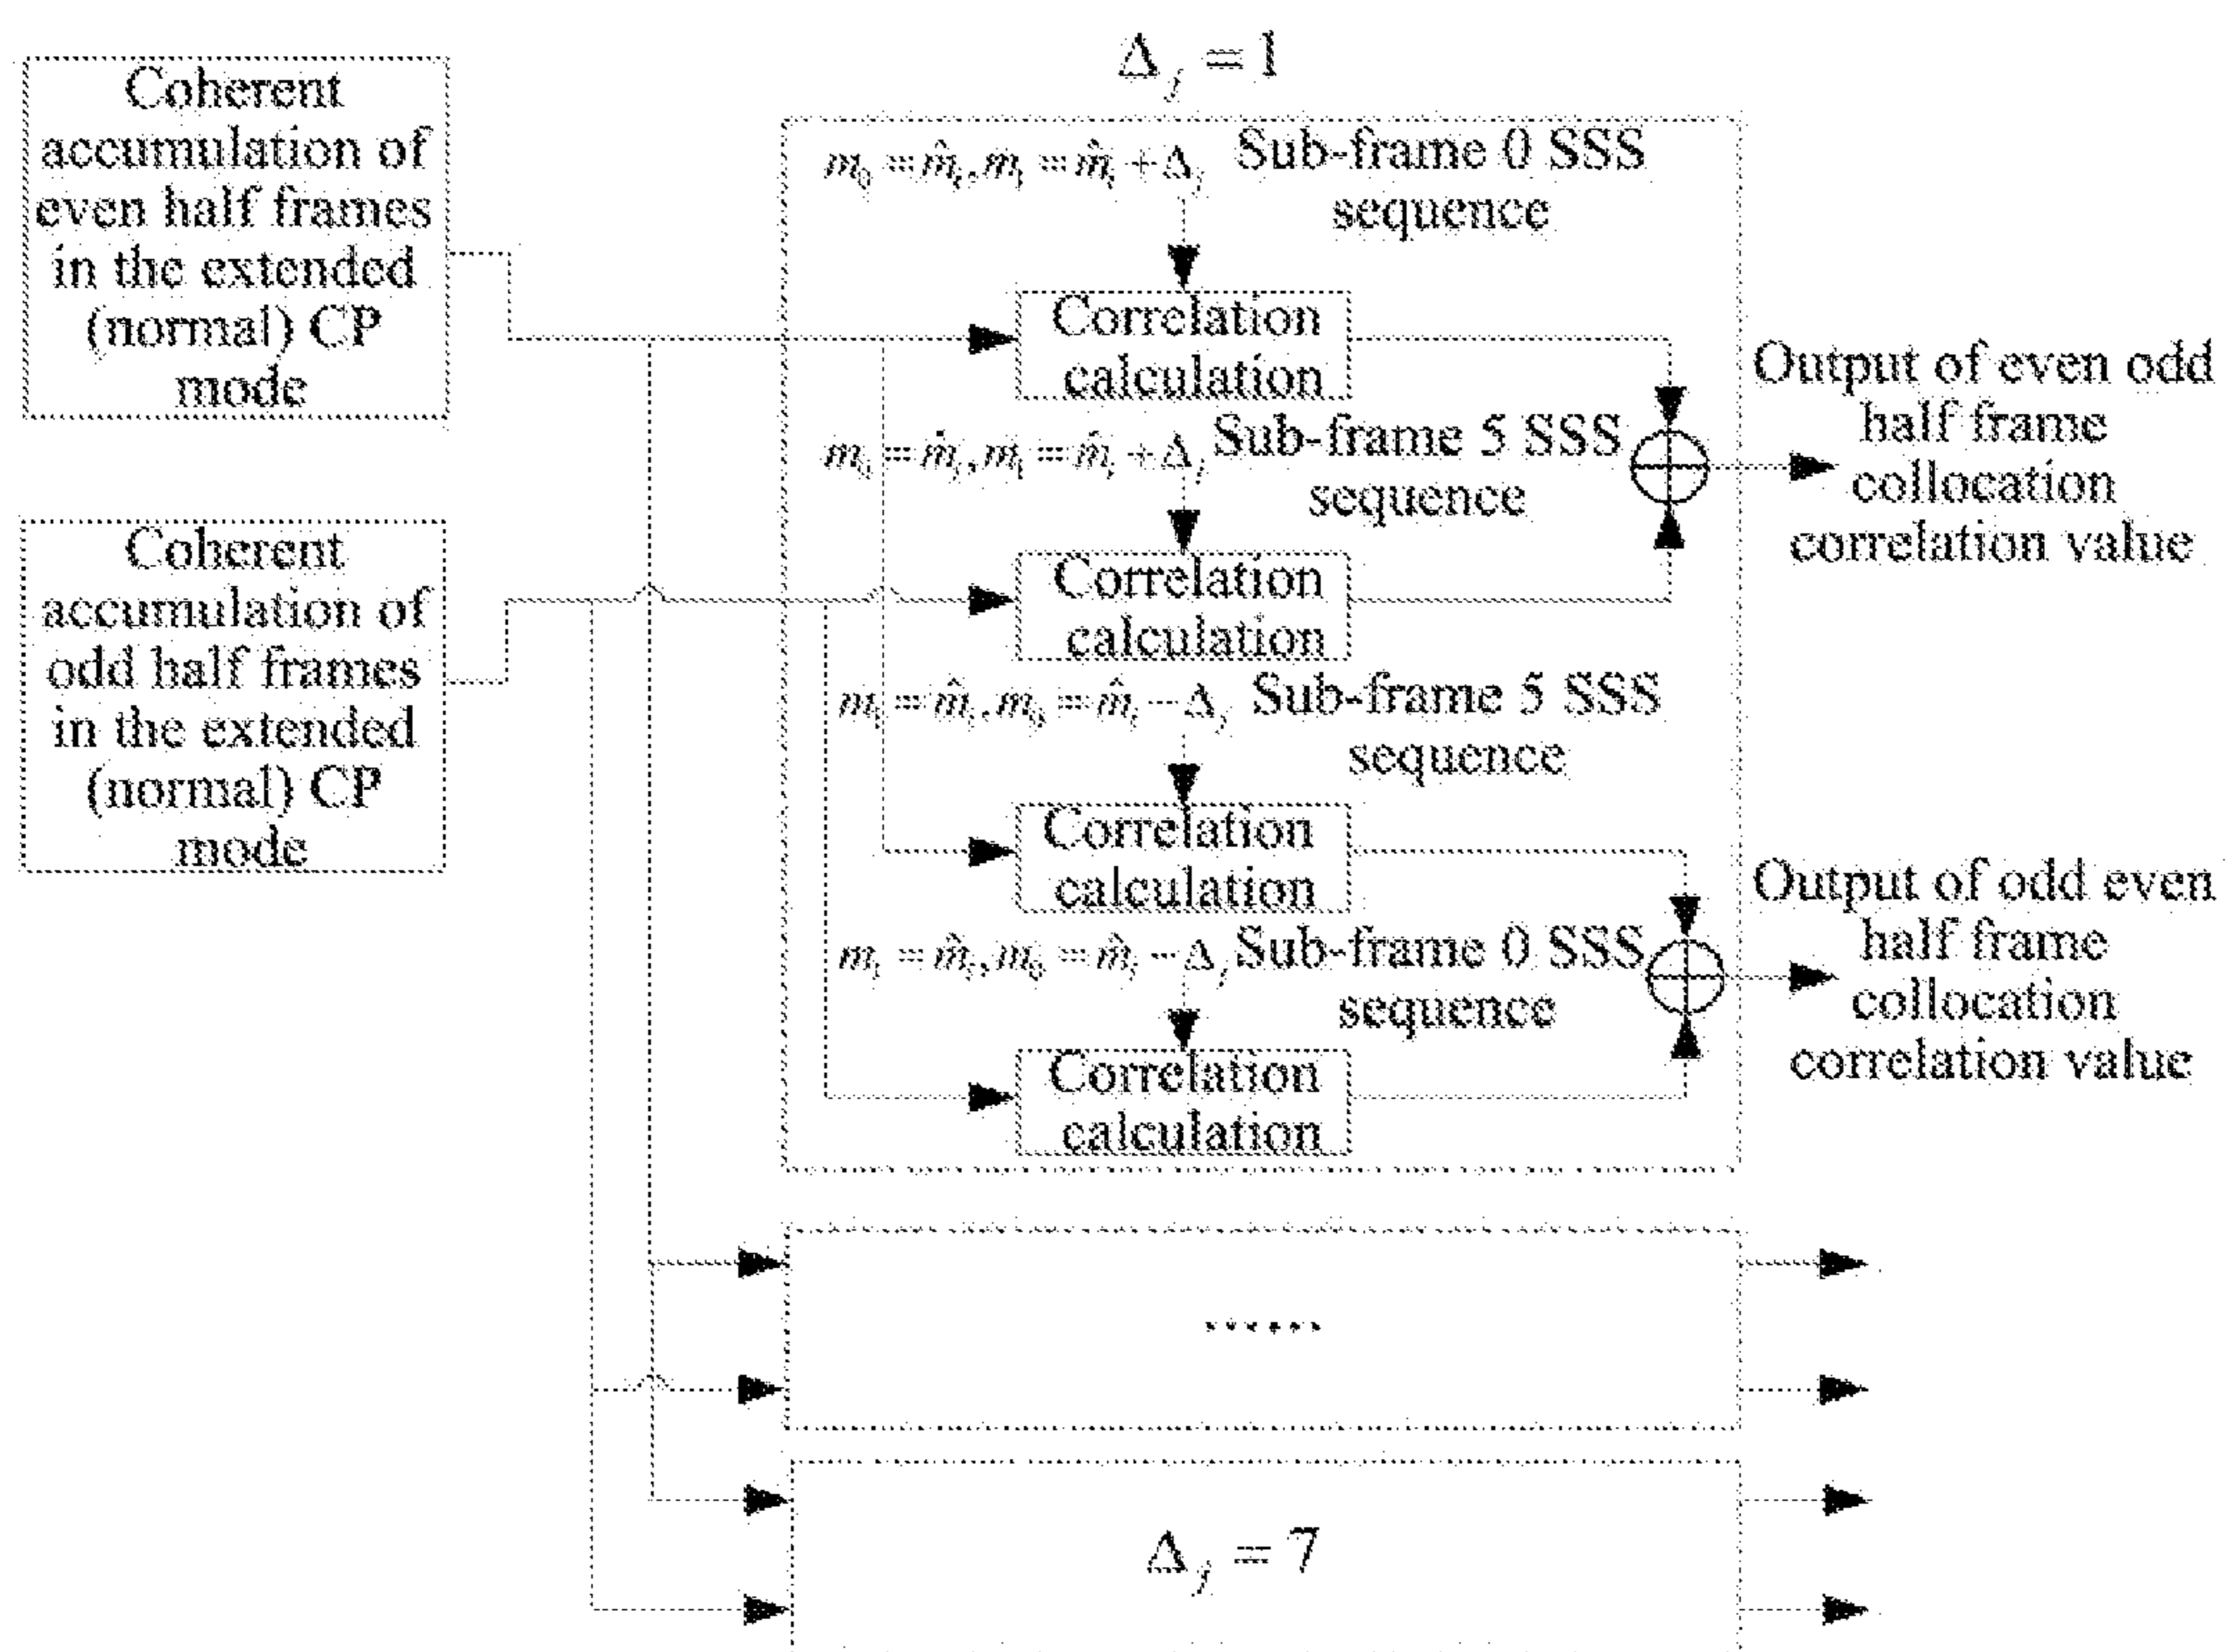 Coherent
accumulation of
even half frames
in the extended
(normal) CP
mode
Coherent
accumulation of
odd half frames
in the extended
(normal) CP
mode
Δⱼ = 1
m₀ = m̂ᵢ, m₁ = m̂ᵢ + Δⱼ Sub-frame 0 SSS
sequence
Correlation
calculation
m₀ = m̂ᵢ, m₁ = m̂ᵢ + Δⱼ Sub-frame 5 SSS
sequence
Correlation
calculation
m₁ = m̂ᵢ, m₀ = m̂ᵢ − Δⱼ Sub-frame 5 SSS
sequence
Correlation
calculation
m₁ = m̂ᵢ, m₀ = m̂ᵢ − Δⱼ Sub-frame 0 SSS
sequence
Correlation
calculation
Output of even odd
half frame
collocation
correlation value
Output of odd even
half frame
collocation
correlation value
......
Δⱼ = 7